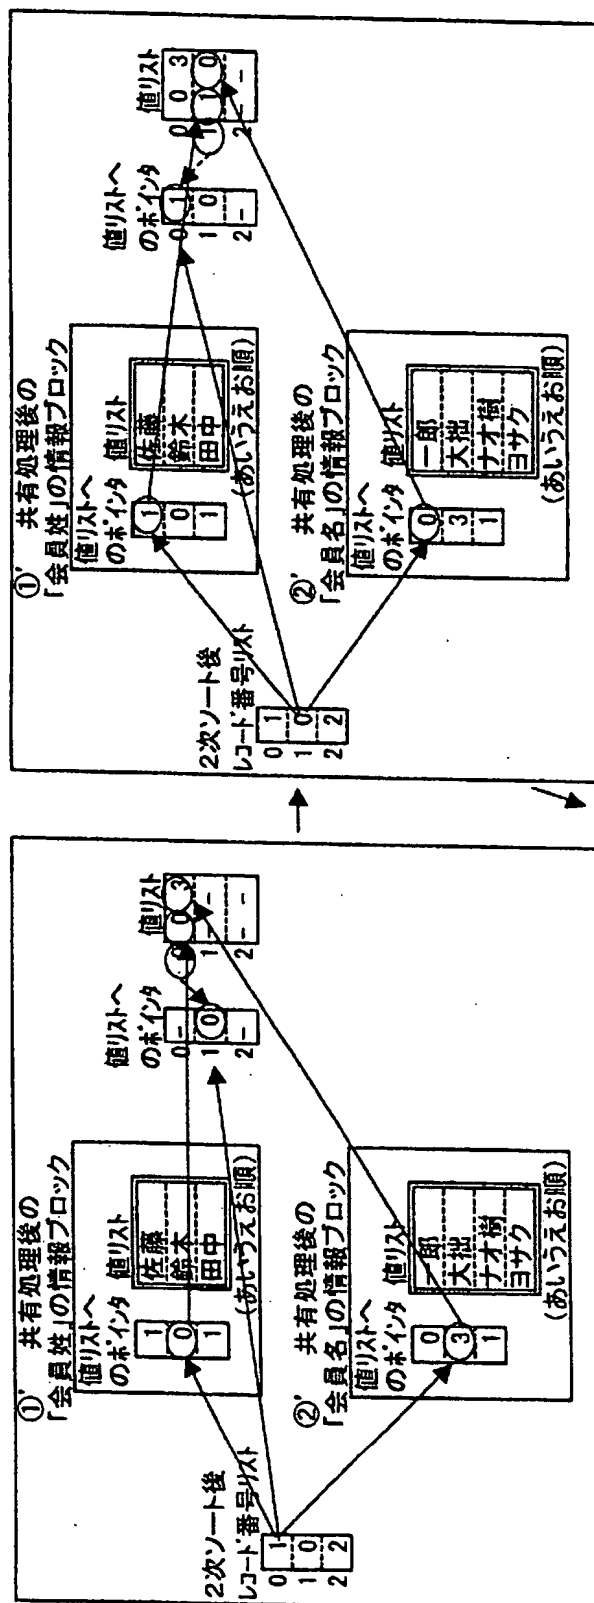 ①' 共有処理後の
「会員姓」の情報ブロック
値リストへ 値リスト
のポインタ
1 佐藤
0 鈴木
1 田中
(あいうえお順)
値リストへ
のポインタ
0 -
1 0
2 -
値リスト
0 0 3
1 - -
2 - -
2次ソート後
レコード番号リスト
0 1
1 0
2 2
②' 共有処理後の
「会員名」の情報ブロック
値リストへ 値リスト
のポインタ
0 一郎
3 大拙
1 ナオ樹
ヨサク
(あいうえお順)
①' 共有処理後の
「会員姓」の情報ブロック
値リストへ 値リスト
のポインタ
1 佐藤
0 鈴木
1 田中
(あいうえお順)
値リストへ
のポインタ
0 1
1 0
2 -
値リスト
0 0 3
1 1 0
2 - -
2次ソート後
レコード番号リスト
0 1
1 0
2 2
②' 共有処理後の
「会員名」の情報ブロック
値リストへ 値リスト
のポインタ
0 一郎
3 大拙
1 ナオ樹
ヨサク
(あいうえお順)